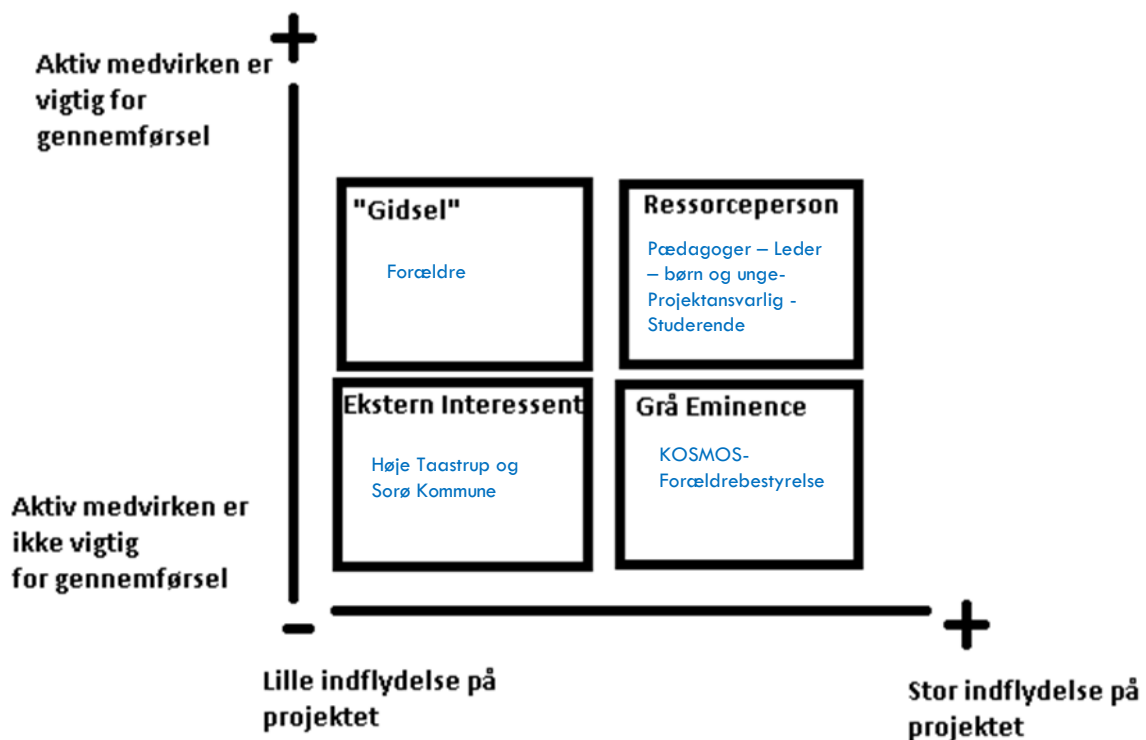 Aktiv medvirken er
vigtig for
gennemførsel
"Gidsel"
Forældre
Ressorceperson
Pædagoger – Leder
– børn og unge-
Projektansvarlig -
Studerende
Ekstern Interessent
Høje Taastrup og
Sorø Kommune
Grå Eminence
KOSMOS-
Forældrebestyrelse
Aktiv medvirken er
ikke vigtig
for gennemførsel
Lille indflydelse på
projektet
Stor indflydelse på
projektet